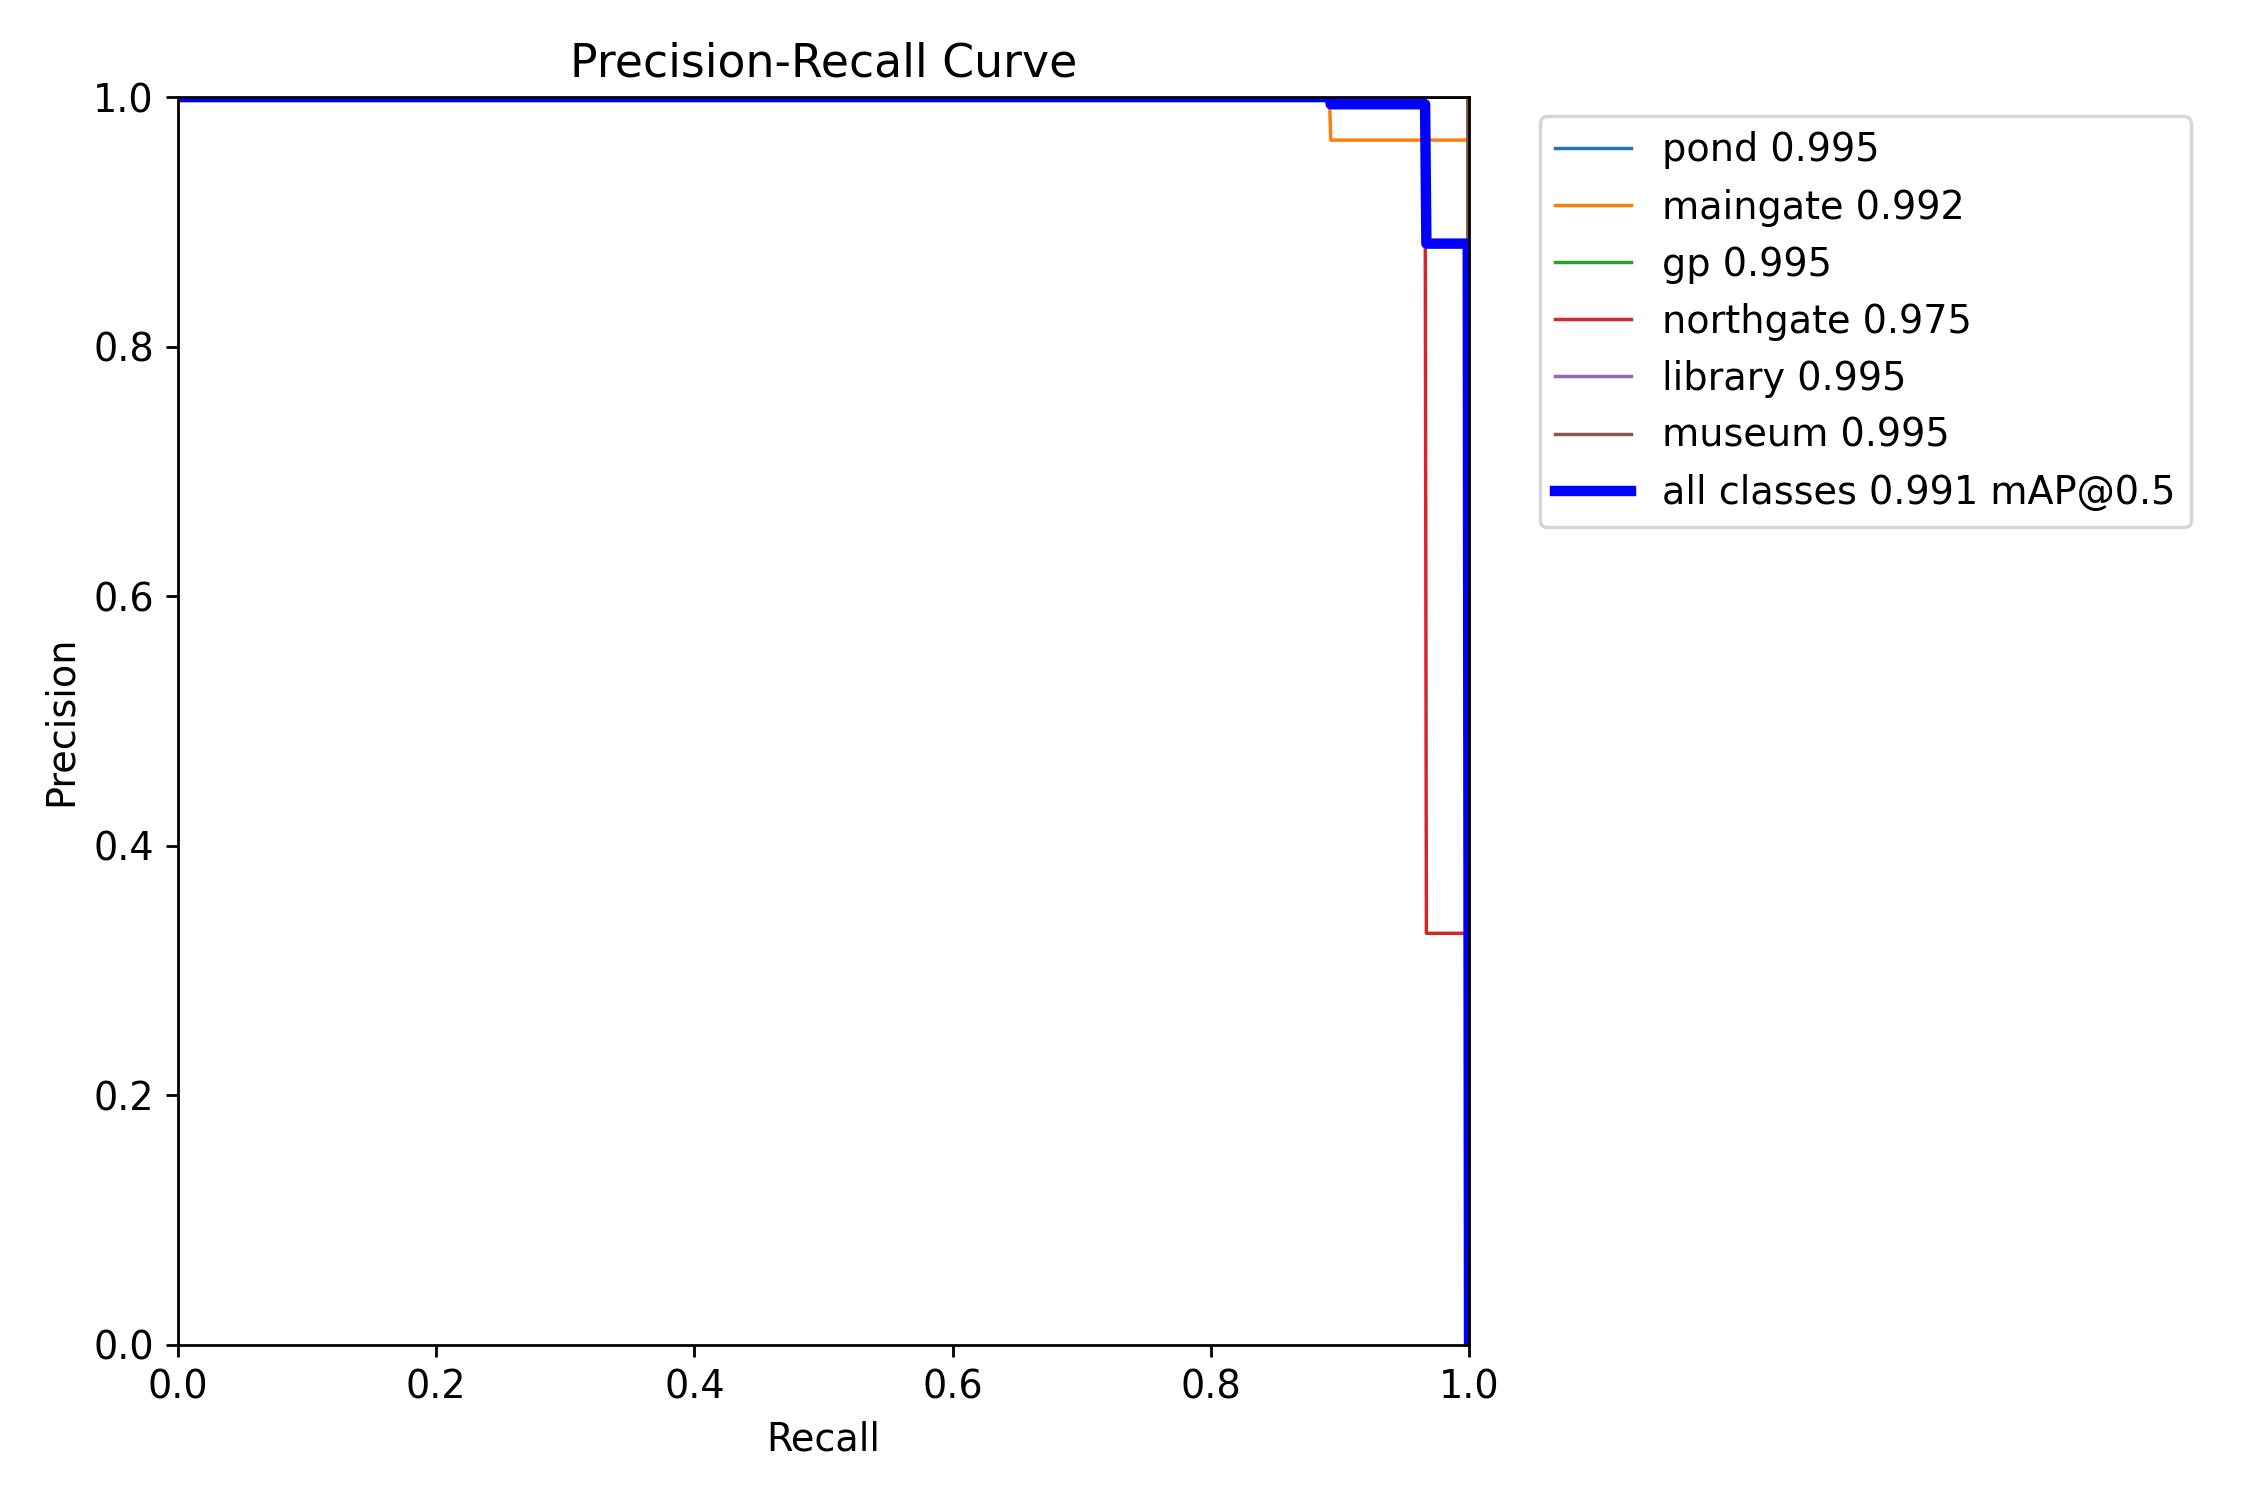 Precision-Recall Curve
1.0
0.8
0.6
0.4
0.2
0.0
Precision
0.0 0.2 0.4 0.6 0.8 1.0
Recall
pond 0.995
maingate 0.992
gp 0.995
northgate 0.975
library 0.995
museum 0.995
all classes 0.991 mAP@0.5